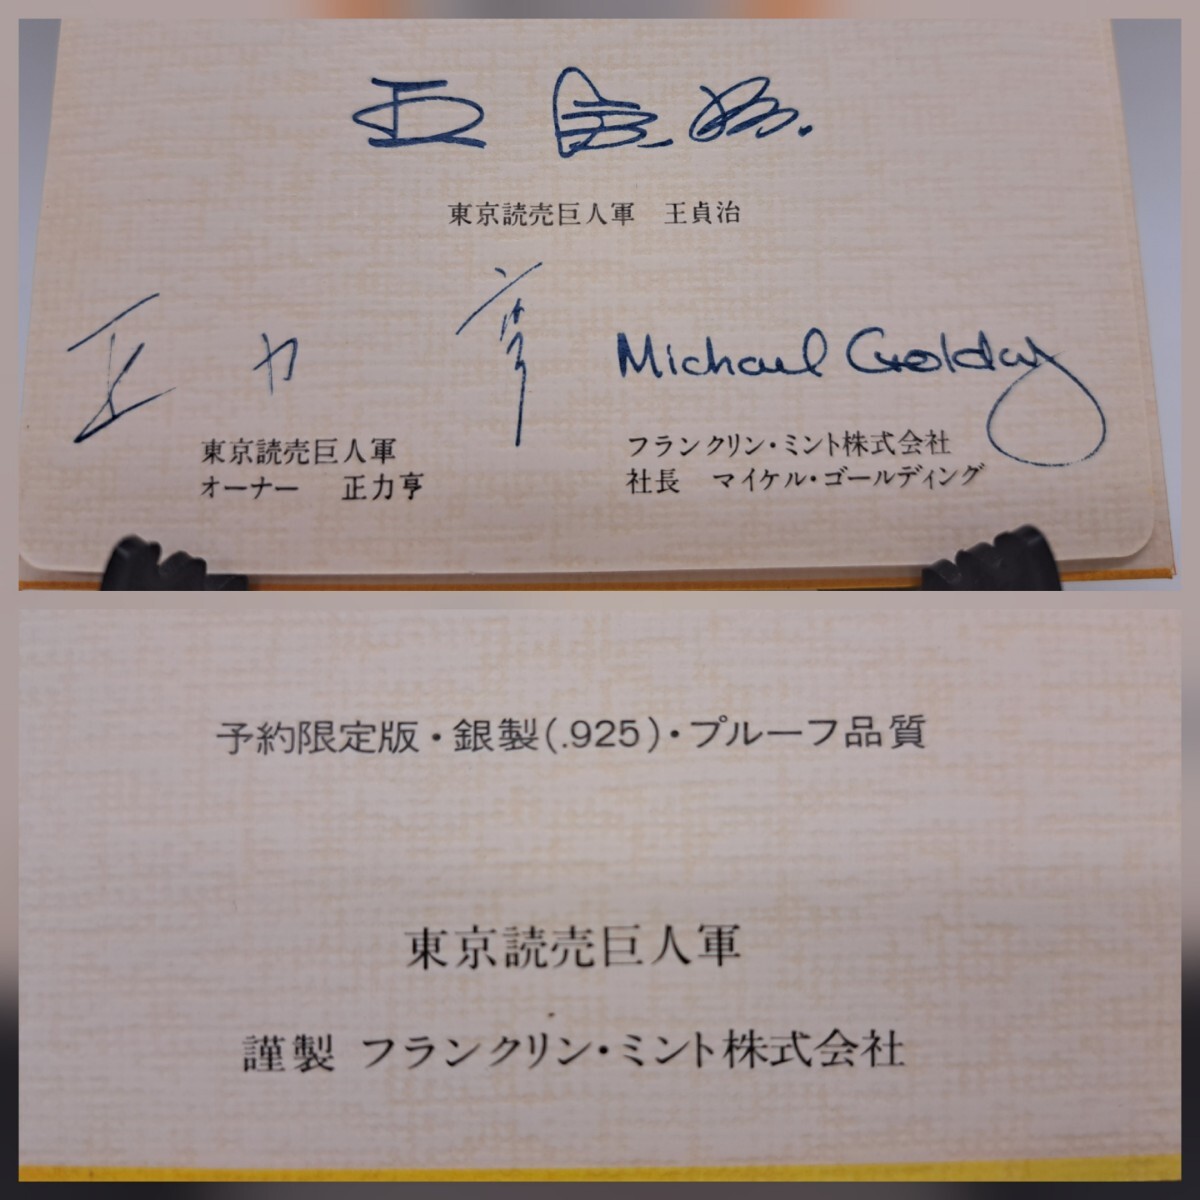 王貞治
東京読売巨人軍　王貞治
正力亨
Michael Golding
東京読売巨人軍
オーナー　正力亨
フランクリン・ミント株式会社
社長　マイケル・ゴールディング
予約限定版・銀製(.925)・プルーフ品質
東京読売巨人軍
謹製 フランクリン・ミント株式会社